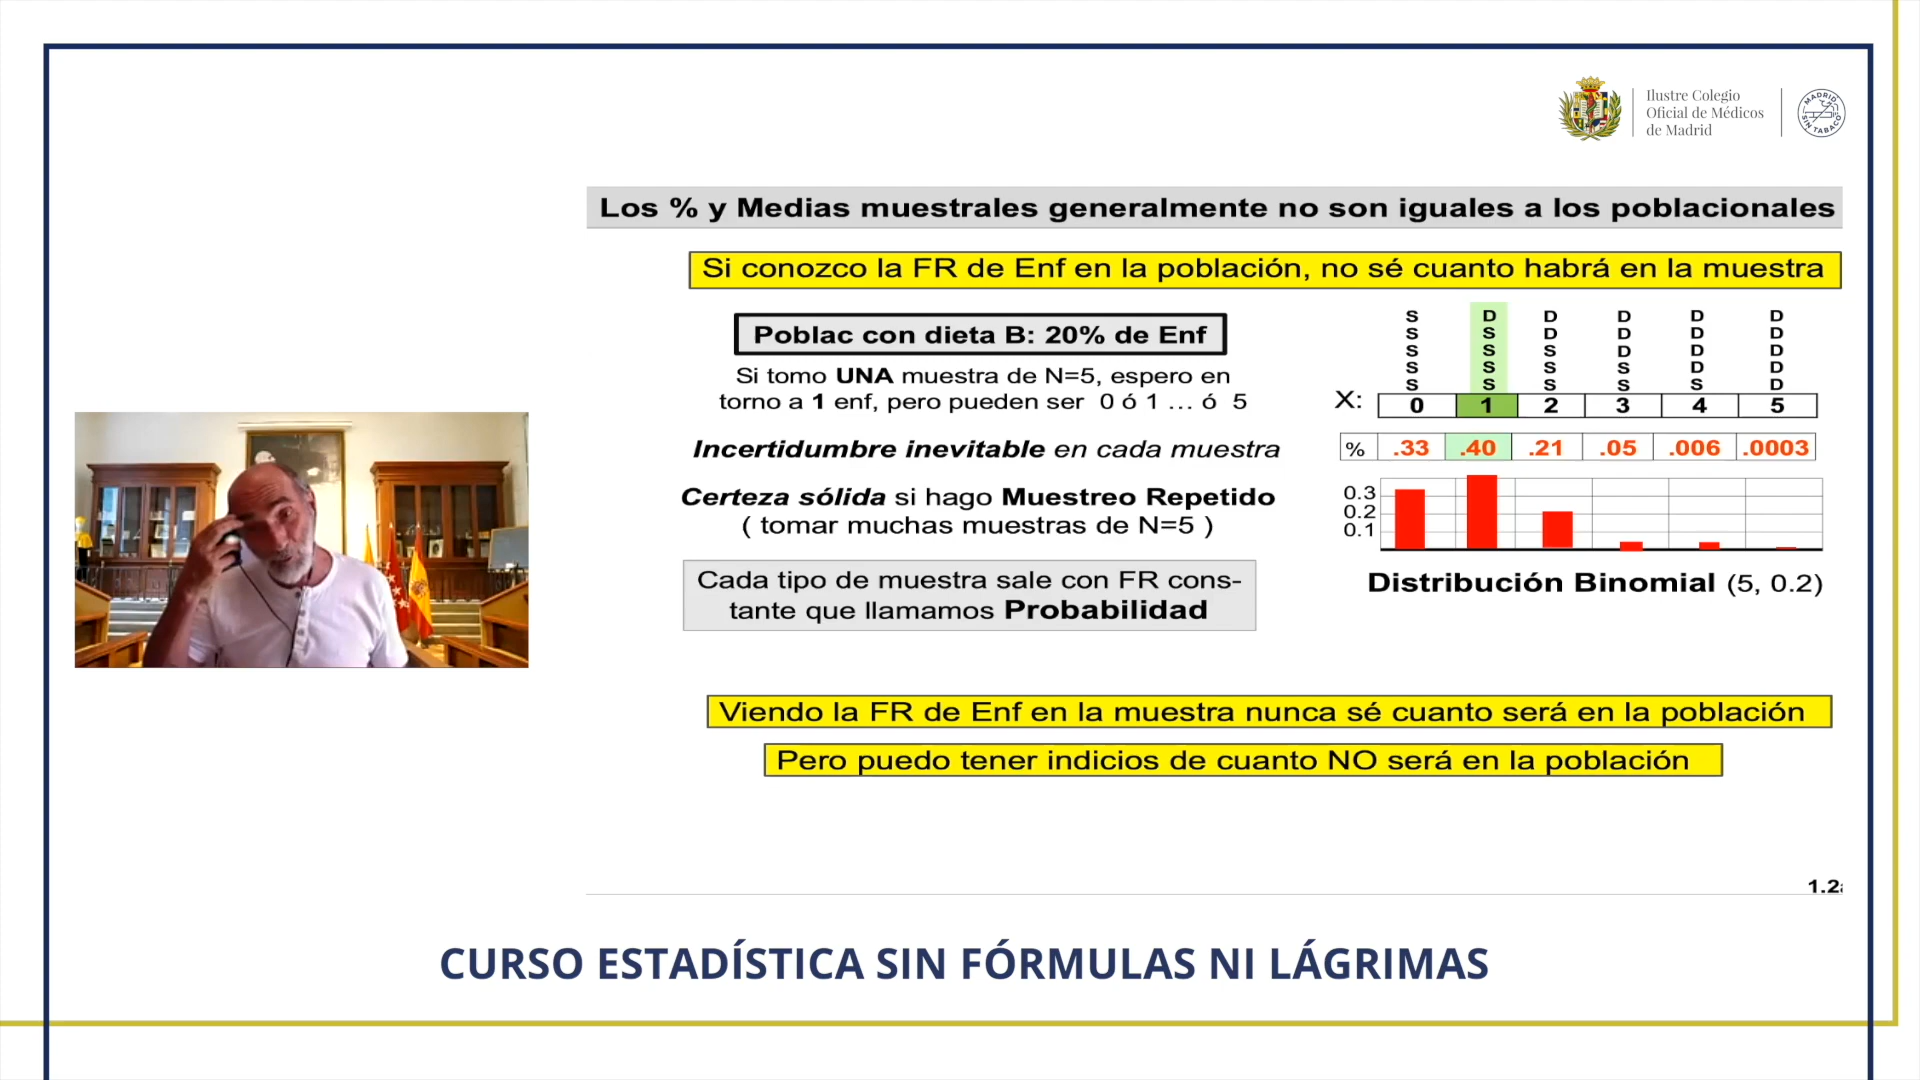 Ilustre Colegio
Oficial de Médicos
de Madrid
MADRID
SIN TABACO
Los % y Medias muestrales generalmente no son iguales a los poblacionales
Si conozco la FR de Enf en la población, no sé cuanto habrá en la muestra
Poblac con dieta B: 20% de Enf
Si tomo UNA muestra de N=5, espero en
torno a 1 enf, pero pueden ser 0 ó 1 ... ó 5
Incertidumbre inevitable en cada muestra
Certeza sólida si hago Muestreo Repetido
( tomar muchas muestras de N=5 )
Cada tipo de muestra sale con FR cons-
tante que llamamos Probabilidad
S D D D D D
S S D D D D
S S S D D D
S S S S D D
S S S S S D
X: 0 1 2 3 4 5
% .33 .40 .21 .05 .006 .0003
0.3
0.2
0.1
Distribución Binomial (5, 0.2)
Viendo la FR de Enf en la muestra nunca sé cuanto será en la población
Pero puedo tener indicios de cuanto NO será en la población
CURSO ESTADÍSTICA SIN FÓRMULAS NI LÁGRIMAS